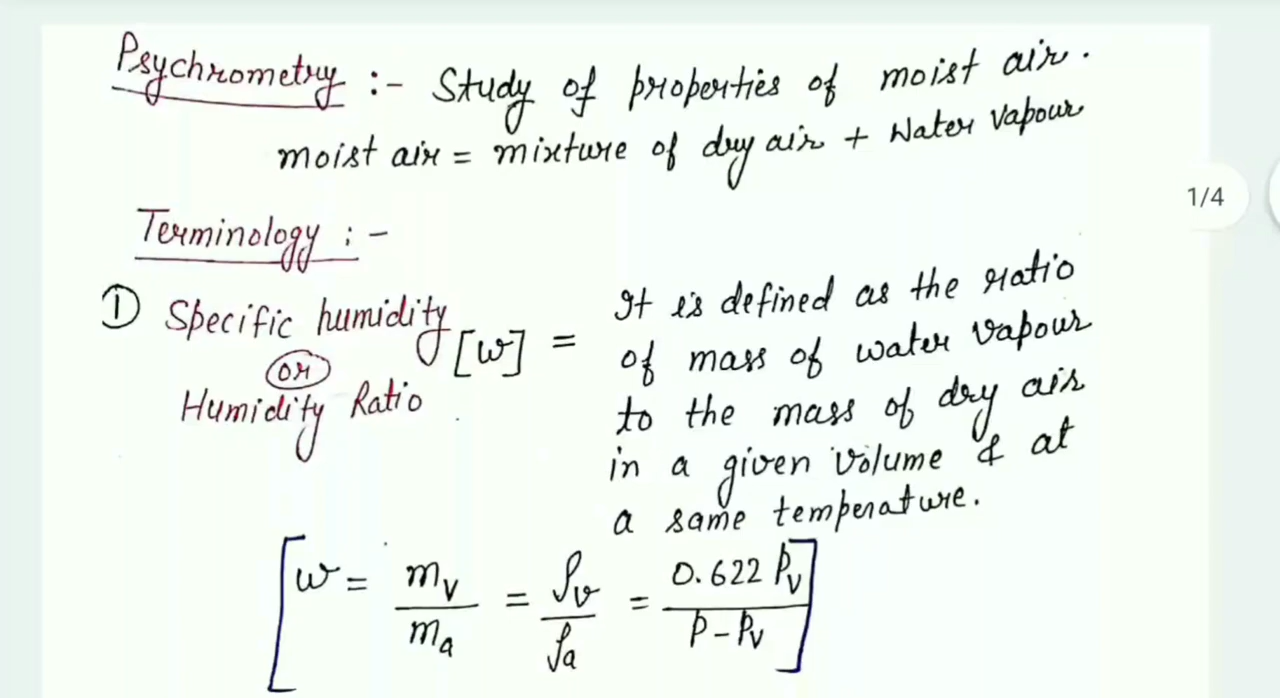 Psychrometry :- Study of properties of moist air.
moist air = mixture of dry air + Water Vapour
1/4
Terminology :-
① Specific humidity
or
Humidity Ratio
[w] =
It is defined as the ratio
of mass of water vapour
to the mass of dry air
in a given volume & at
a same temperature.
[w = mv/ma = ρv/ρa = 0.622 Pv/P-Pv]